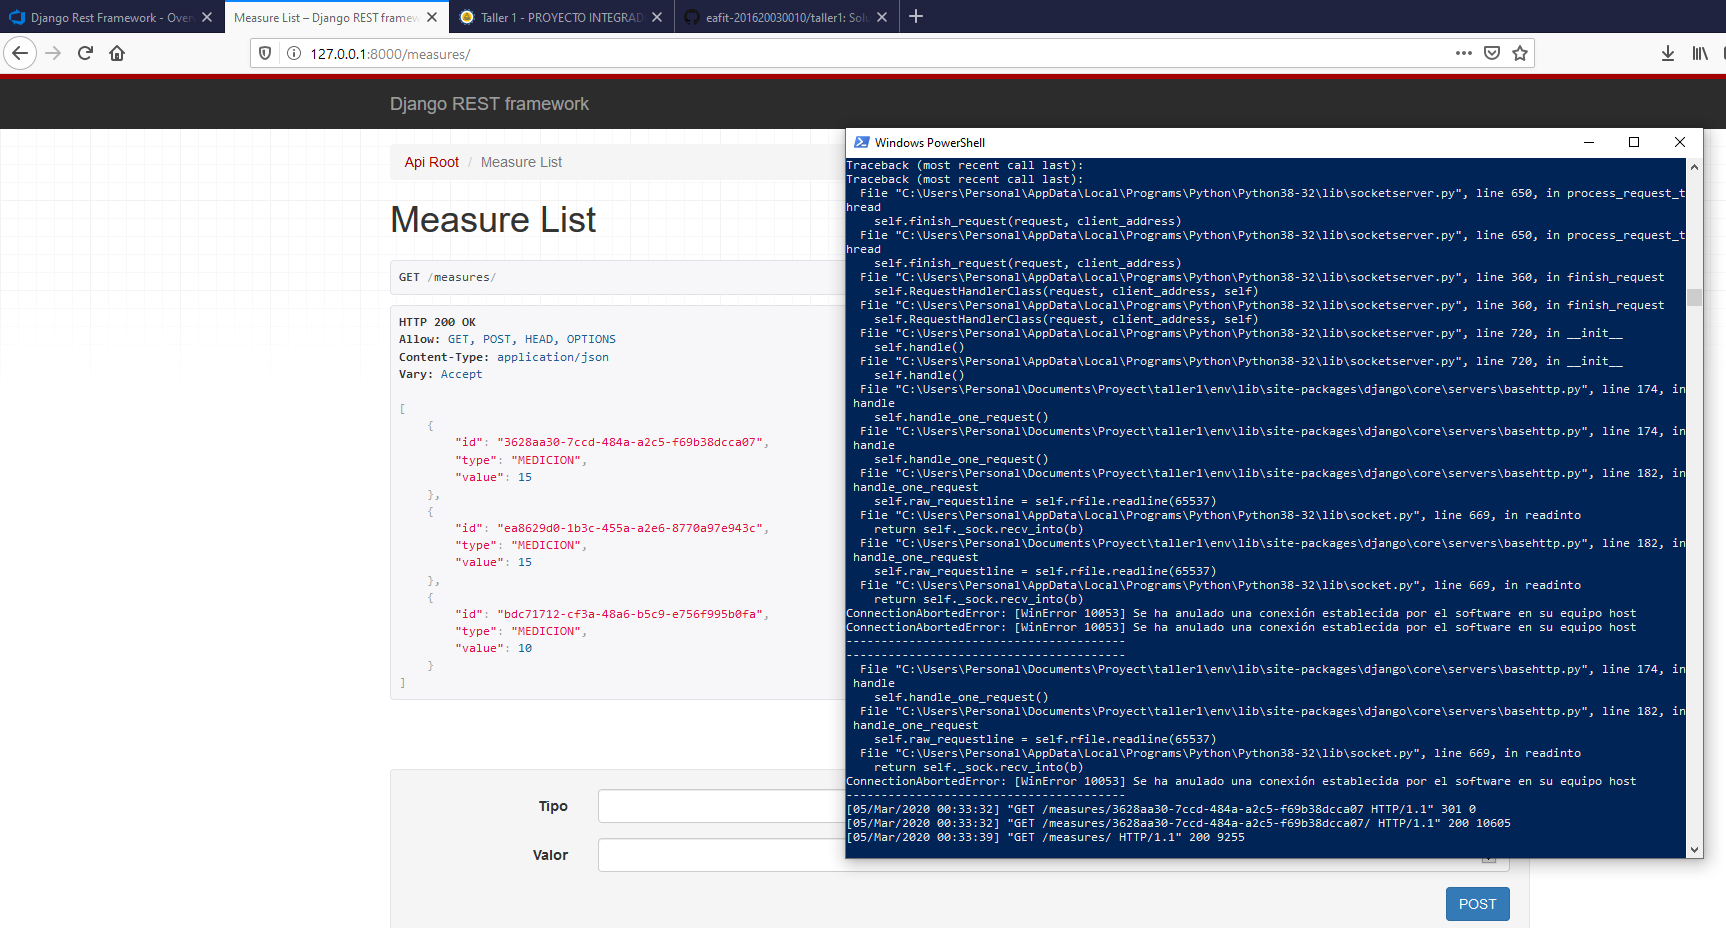 Django Rest Framework - Over
Measure List – Django REST framew
Taller 1 - PROYECTO INTEGRAD
eafit-201620030010/taller1: Solu
127.0.0.1:8000/measures/
Django REST framework
Api Root / Measure List
Measure List
GET /measures/
HTTP 200 OK
Allow: GET, POST, HEAD, OPTIONS
Content-Type: application/json
Vary: Accept
[
{
"id": "3628aa30-7ccd-484a-a2c5-f69b38dcca07",
"type": "MEDICION",
"value": 15
},
{
"id": "ea8629d0-1b3c-455a-a2e6-8770a97e943c",
"type": "MEDICION",
"value": 15
},
{
"id": "bdc71712-cf3a-48a6-b5c9-e756f995b0fa",
"type": "MEDICION",
"value": 10
}
]
Tipo
Valor
POST
Windows PowerShell
Traceback (most recent call last):
Traceback (most recent call last):
File "C:\Users\Personal\AppData\Local\Programs\Python\Python38-32\lib\socketserver.py", line 650, in process_request_t
hread
self.finish_request(request, client_address)
File "C:\Users\Personal\AppData\Local\Programs\Python\Python38-32\lib\socketserver.py", line 650, in process_request_t
hread
self.finish_request(request, client_address)
File "C:\Users\Personal\AppData\Local\Programs\Python\Python38-32\lib\socketserver.py", line 360, in finish_request
self.RequestHandlerClass(request, client_address, self)
File "C:\Users\Personal\AppData\Local\Programs\Python\Python38-32\lib\socketserver.py", line 360, in finish_request
self.RequestHandlerClass(request, client_address, self)
File "C:\Users\Personal\AppData\Local\Programs\Python\Python38-32\lib\socketserver.py", line 720, in __init__
self.handle()
File "C:\Users\Personal\AppData\Local\Programs\Python\Python38-32\lib\socketserver.py", line 720, in __init__
self.handle()
File "C:\Users\Personal\Documents\Proyect\taller1\env\lib\site-packages\django\core\servers\basehttp.py", line 174, in
handle
self.handle_one_request()
File "C:\Users\Personal\Documents\Proyect\taller1\env\lib\site-packages\django\core\servers\basehttp.py", line 174, in
handle
self.handle_one_request()
File "C:\Users\Personal\Documents\Proyect\taller1\env\lib\site-packages\django\core\servers\basehttp.py", line 182, in
handle_one_request
self.raw_requestline = self.rfile.readline(65537)
File "C:\Users\Personal\AppData\Local\Programs\Python\Python38-32\lib\socket.py", line 669, in readinto
return self._sock.recv_into(b)
File "C:\Users\Personal\Documents\Proyect\taller1\env\lib\site-packages\django\core\servers\basehttp.py", line 182, in
handle_one_request
self.raw_requestline = self.rfile.readline(65537)
File "C:\Users\Personal\AppData\Local\Programs\Python\Python38-32\lib\socket.py", line 669, in readinto
return self._sock.recv_into(b)
ConnectionAbortedError: [WinError 10053] Se ha anulado una conexión establecida por el software en su equipo host
ConnectionAbortedError: [WinError 10053] Se ha anulado una conexión establecida por el software en su equipo host
----------------------------------------
----------------------------------------
File "C:\Users\Personal\Documents\Proyect\taller1\env\lib\site-packages\django\core\servers\basehttp.py", line 174, in
handle
self.handle_one_request()
File "C:\Users\Personal\Documents\Proyect\taller1\env\lib\site-packages\django\core\servers\basehttp.py", line 182, in
handle_one_request
self.raw_requestline = self.rfile.readline(65537)
File "C:\Users\Personal\AppData\Local\Programs\Python\Python38-32\lib\socket.py", line 669, in readinto
return self._sock.recv_into(b)
ConnectionAbortedError: [WinError 10053] Se ha anulado una conexión establecida por el software en su equipo host
----------------------------------------
[05/Mar/2020 00:33:32] "GET /measures/3628aa30-7ccd-484a-a2c5-f69b38dcca07 HTTP/1.1" 301 0
[05/Mar/2020 00:33:32] "GET /measures/3628aa30-7ccd-484a-a2c5-f69b38dcca07/ HTTP/1.1" 200 10605
[05/Mar/2020 00:33:39] "GET /measures/ HTTP/1.1" 200 9255